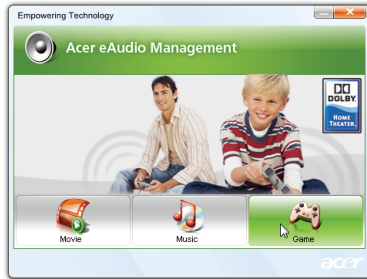 Empowering Technology
Acer eAudio Management
DOLBY.
HOME
THEATER.
Movie
Music
Game
acer